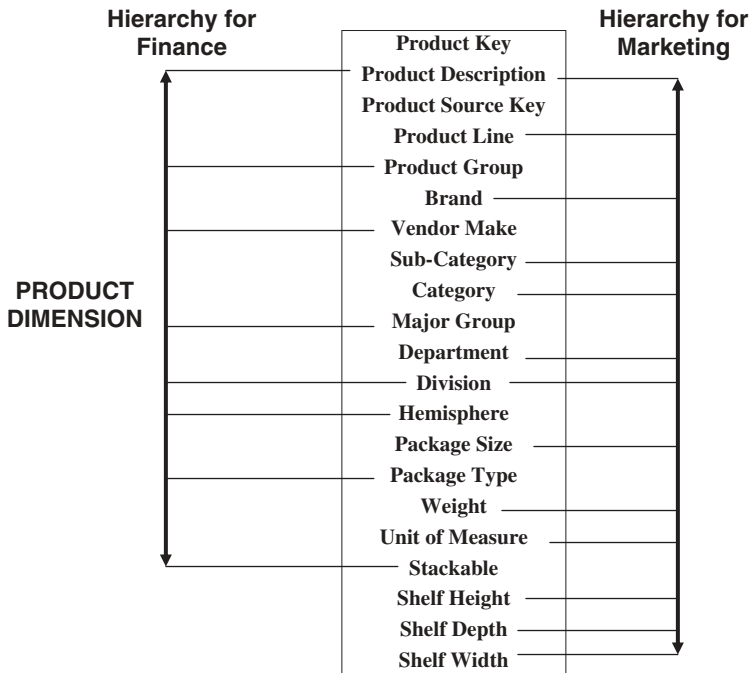 Hierarchy for
Finance
Hierarchy for
Marketing
PRODUCT
DIMENSION
Product Key
Product Description
Product Source Key
Product Line
Product Group
Brand
Vendor Make
Sub-Category
Category
Major Group
Department
Division
Hemisphere
Package Size
Package Type
Weight
Unit of Measure
Stackable
Shelf Height
Shelf Depth
Shelf Width